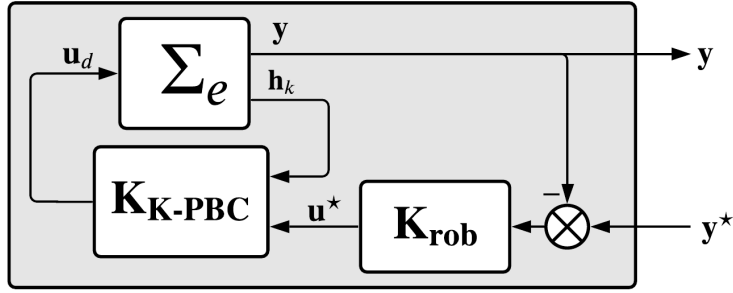 y
u_d
Σ_e
y
h_k
K_K-PBC
u^⋆
K_rob
−
y^⋆